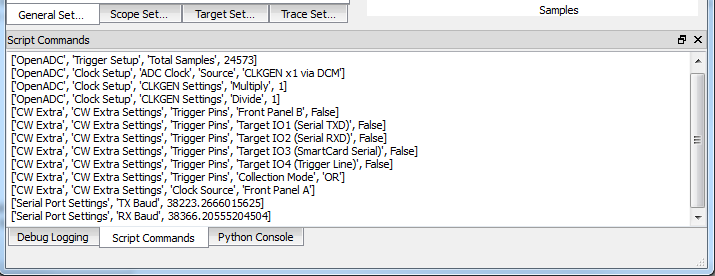 General Set...
Scope Set...
Target Set...
Trace Set...
Samples
Script Commands
['OpenADC', 'Trigger Setup', 'Total Samples', 24573]
['OpenADC', 'Clock Setup', 'ADC Clock', 'Source', 'CLKGEN x1 via DCM']
['OpenADC', 'Clock Setup', 'CLKGEN Settings', 'Multiply', 1]
['OpenADC', 'Clock Setup', 'CLKGEN Settings', 'Divide', 1]
['CW Extra', 'CW Extra Settings', 'Trigger Pins', 'Front Panel B', False]
['CW Extra', 'CW Extra Settings', 'Trigger Pins', 'Target IO1 (Serial TXD)', False]
['CW Extra', 'CW Extra Settings', 'Trigger Pins', 'Target IO2 (Serial RXD)', False]
['CW Extra', 'CW Extra Settings', 'Trigger Pins', 'Target IO3 (SmartCard Serial)', False]
['CW Extra', 'CW Extra Settings', 'Trigger Pins', 'Target IO4 (Trigger Line)', False]
['CW Extra', 'CW Extra Settings', 'Trigger Pins', 'Collection Mode', 'OR']
['CW Extra', 'CW Extra Settings', 'Clock Source', 'Front Panel A']
['Serial Port Settings', 'TX Baud', 38223.2666015625]
['Serial Port Settings', 'RX Baud', 38366.20555204504]
Debug Logging
Script Commands
Python Console